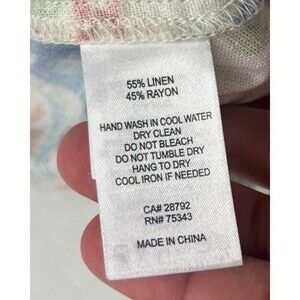 55% LINEN
45% RAYON
HAND WASH IN COOL WATER
DRY CLEAN
DO NOT BLEACH
DO NOT TUMBLE DRY
HANG TO DRY
COOL IRON IF NEEDED
CA# 28792
RN# 75343
MADE IN CHINA